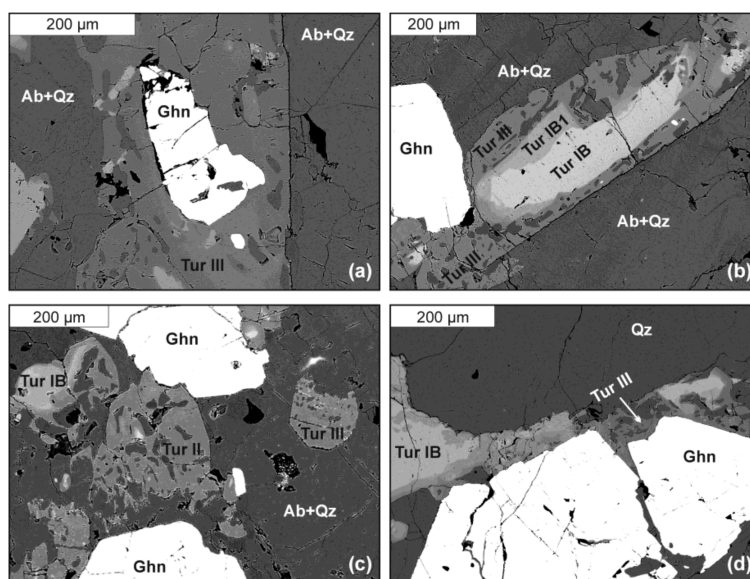 200 µm
Ab+Qz
Ab+Qz
Ghn
Tur III
(a)
200 µm
Ab+Qz
Tur III
Tur IB1
Tur IB
Ghn
Ab+Qz
Tur III
(b)
200 µm
Ghn
Tur IB
Tur II
Tur III
Ab+Qz
Ghn
(c)
200 µm
Qz
Tur III
Tur IB
Ghn
(d)